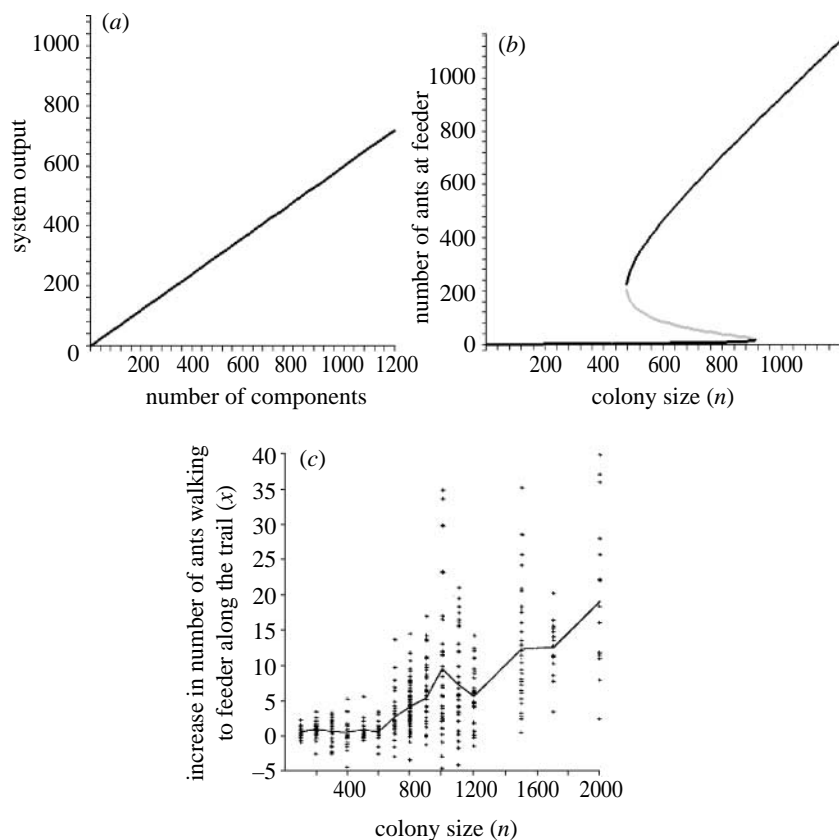 (a)
1000
800
600
400
200
0
system output
200 400 600 800 1000 1200
number of components
(b)
1000
800
600
400
200
0
number of ants at feeder
200 400 600 800 1000
colony size (n)
(c)
40
35
30
25
20
15
10
5
0
–5
increase in number of ants walking
to feeder along the trail (x)
400 800 1200 1600 2000
colony size (n)